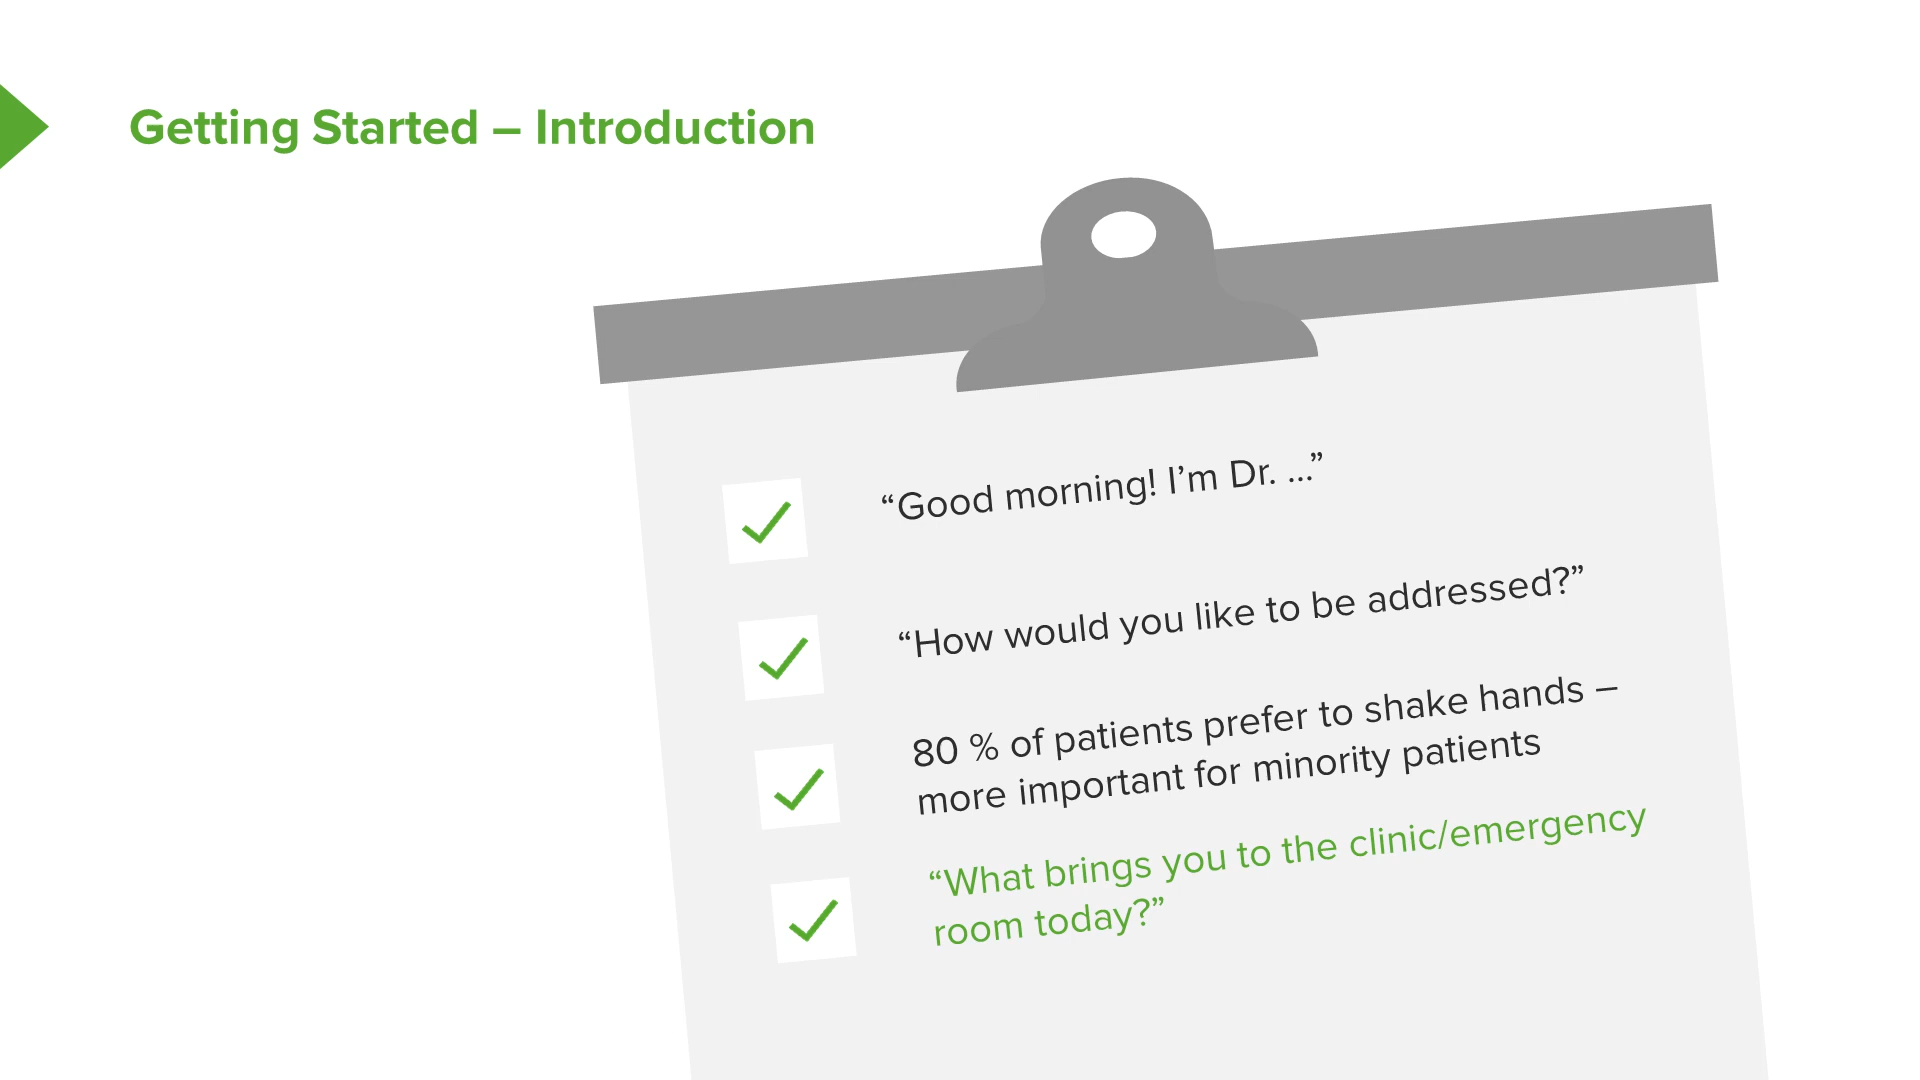 Getting Started – Introduction
“Good morning! I’m Dr. ...”
“How would you like to be addressed?”
80 % of patients prefer to shake hands –
more important for minority patients
“What brings you to the clinic/emergency
room today?”